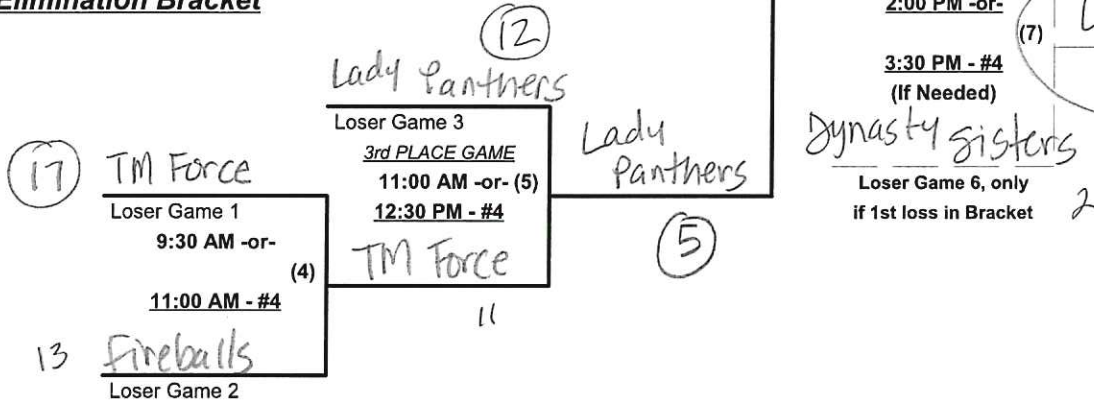 Elimination Bracket
12
Lady Panthers
Loser Game 3
3rd PLACE GAME
11:00 AM -or- (5)
12:30 PM - #4
TM Force
11
17 TM Force
Loser Game 1
9:30 AM -or-
(4)
11:00 AM - #4
13 Fireballs
Loser Game 2
Lady
Panthers
5
2:00 PM -or-
(7)
3:30 PM - #4
(If Needed)
Dynasty Sisters
Loser Game 6, only
if 1st loss in Bracket
2